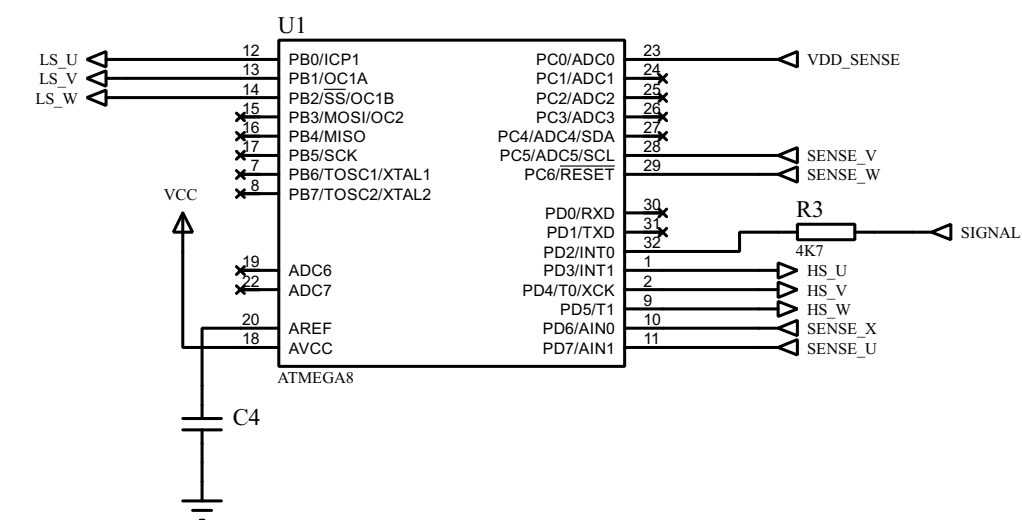 U1
LS_U 12 PB0/ICP1 PC0/ADC0 23 VDD_SENSE
LS_V 13 PB1/OC1A PC1/ADC1 24
LS_W 14 PB2/SS/OC1B PC2/ADC2 25
15 PB3/MOSI/OC2 PC3/ADC3 26
16 PB4/MISO PC4/ADC4/SDA 27
17 PB5/SCK PC5/ADC5/SCL 28 SENSE_V
7 PB6/TOSC1/XTAL1 PC6/RESET 29 SENSE_W
8 PB7/TOSC2/XTAL2
VCC
PD0/RXD 30
R3
PD1/TXD 31
SIGNAL
PD2/INT0 32
4K7
19 ADC6 PD3/INT1 1 HS_U
22 ADC7 PD4/T0/XCK 2 HS_V
PD5/T1 9 HS_W
20 AREF PD6/AIN0 10 SENSE_X
18 AVCC PD7/AIN1 11 SENSE_U
ATMEGA8
C4